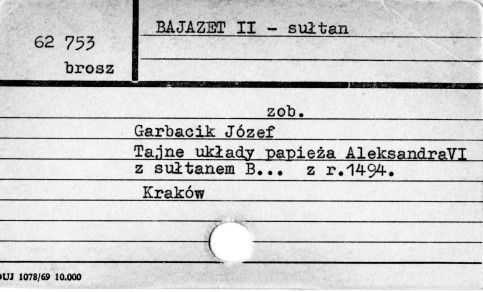 BAJAZET II - sułtan
62 753
brosz
zob.
Garbacik Józef
Tajne układy papieża AleksandraVI
z sułtanem B... z r.1494.
Kraków
DUJ 1078/69 10.000